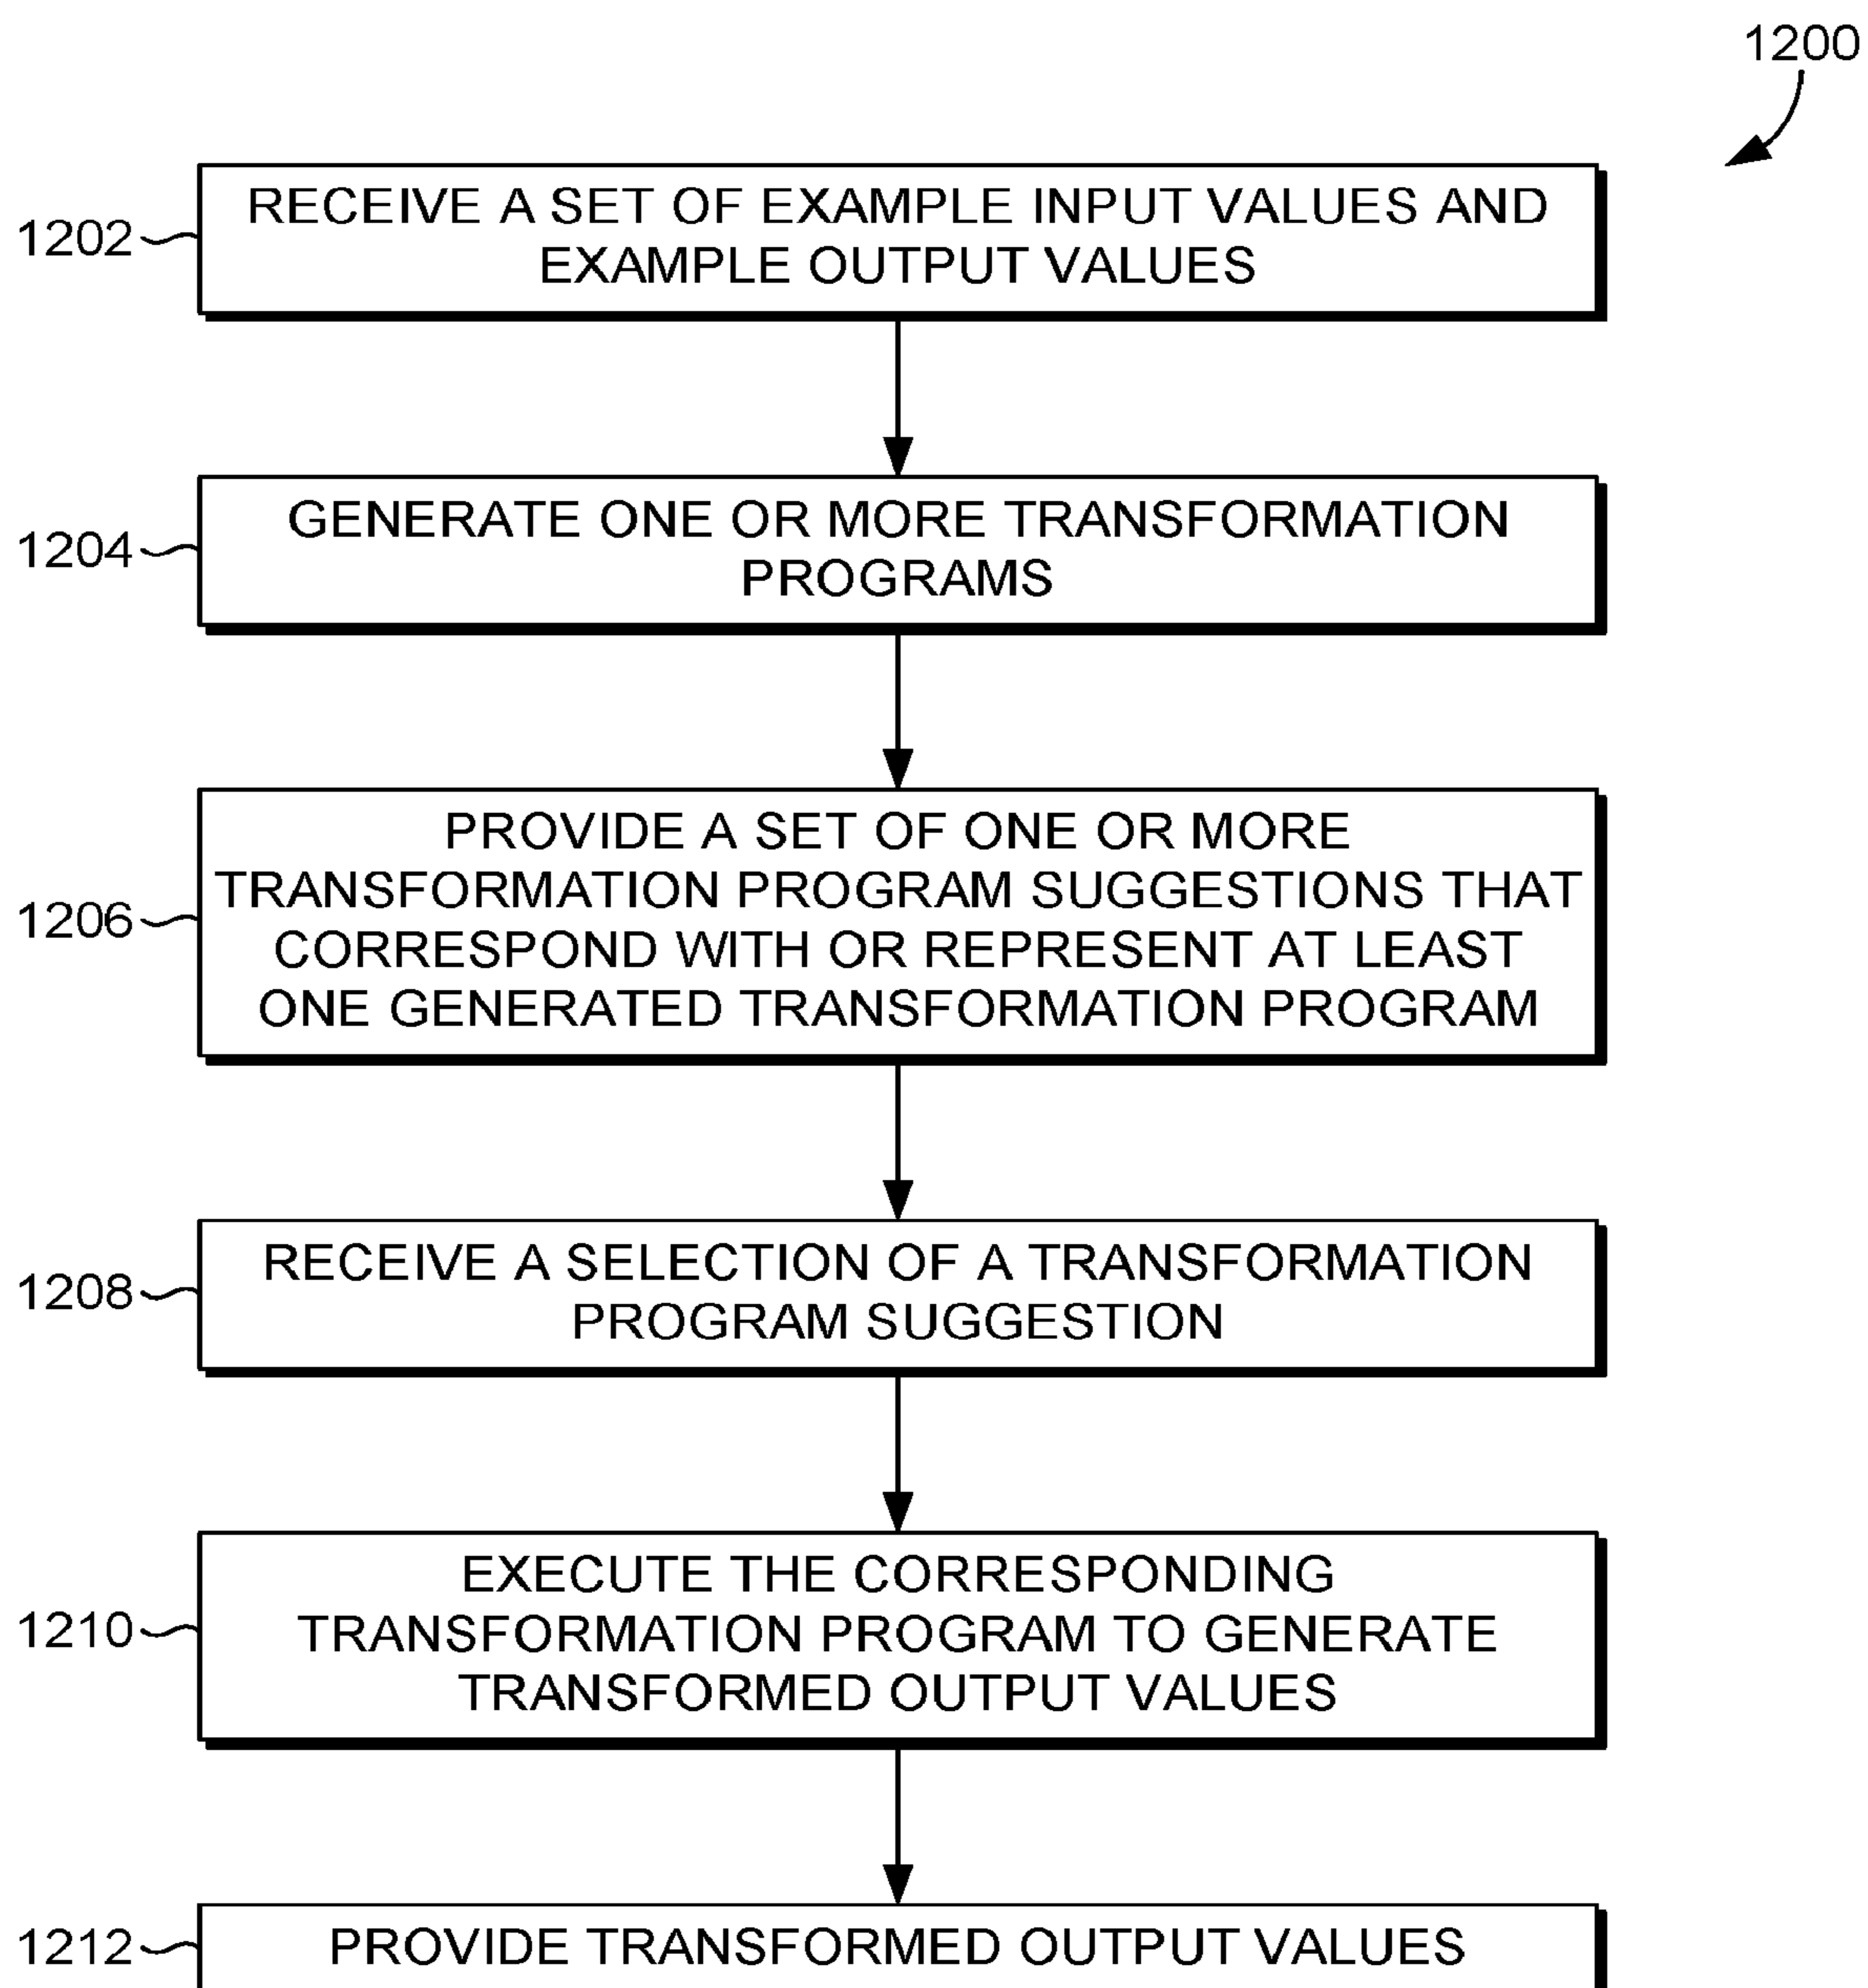 1200
1202
RECEIVE A SET OF EXAMPLE INPUT VALUES AND
EXAMPLE OUTPUT VALUES
1204
GENERATE ONE OR MORE TRANSFORMATION
PROGRAMS
1206
PROVIDE A SET OF ONE OR MORE
TRANSFORMATION PROGRAM SUGGESTIONS THAT
CORRESPOND WITH OR REPRESENT AT LEAST
ONE GENERATED TRANSFORMATION PROGRAM
1208
RECEIVE A SELECTION OF A TRANSFORMATION
PROGRAM SUGGESTION
1210
EXECUTE THE CORRESPONDING
TRANSFORMATION PROGRAM TO GENERATE
TRANSFORMED OUTPUT VALUES
1212
PROVIDE TRANSFORMED OUTPUT VALUES